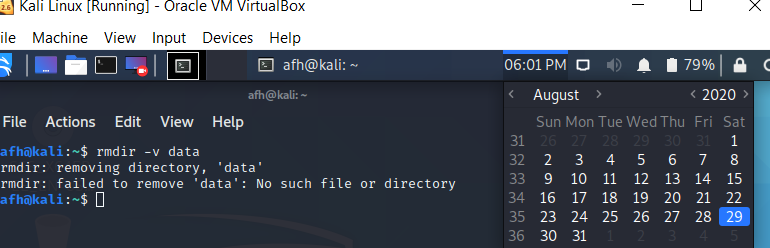 Kali Linux [Running] - Oracle VM VirtualBox
ile Machine View Input Devices Help
afh@kali: ~ 06:01 PM 79%
afh@kali: ~
File Actions Edit View Help
afh@kali:~$ rmdir -v data
rmdir: removing directory, 'data'
rmdir: failed to remove 'data': No such file or directory
afh@kali:~$
< August > < 2020 >
Sun Mon Tue Wed Thu Fri Sat
31 26 27 28 29 30 31 1
32 2 3 4 5 6 7 8
33 9 10 11 12 13 14 15
34 16 17 18 19 20 21 22
35 23 24 25 26 27 28 29
36 30 31 1 2 3 4 5